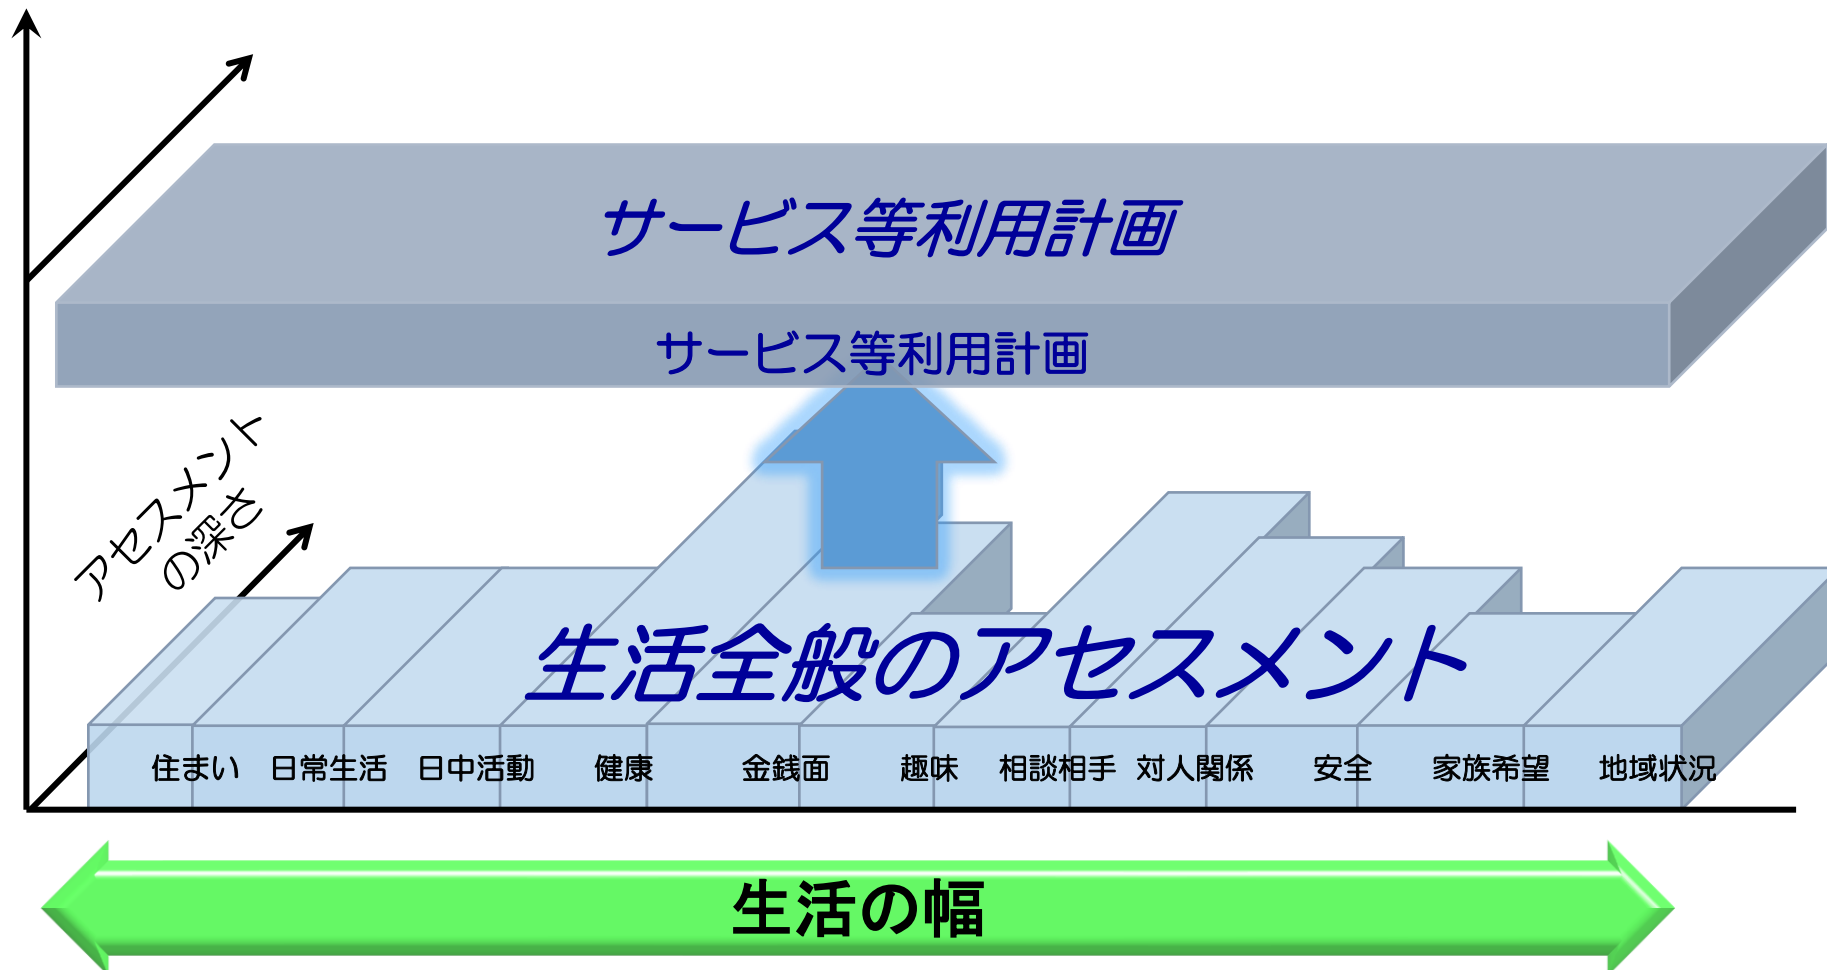 サービス等利用計画
サービス等利用計画
アセスメント
の深さ
生活全般のアセスメント
住まい 日常生活 日中活動 健康 金銭面 趣味 相談相手 対人関係 安全 家族希望 地域状況
生活の幅